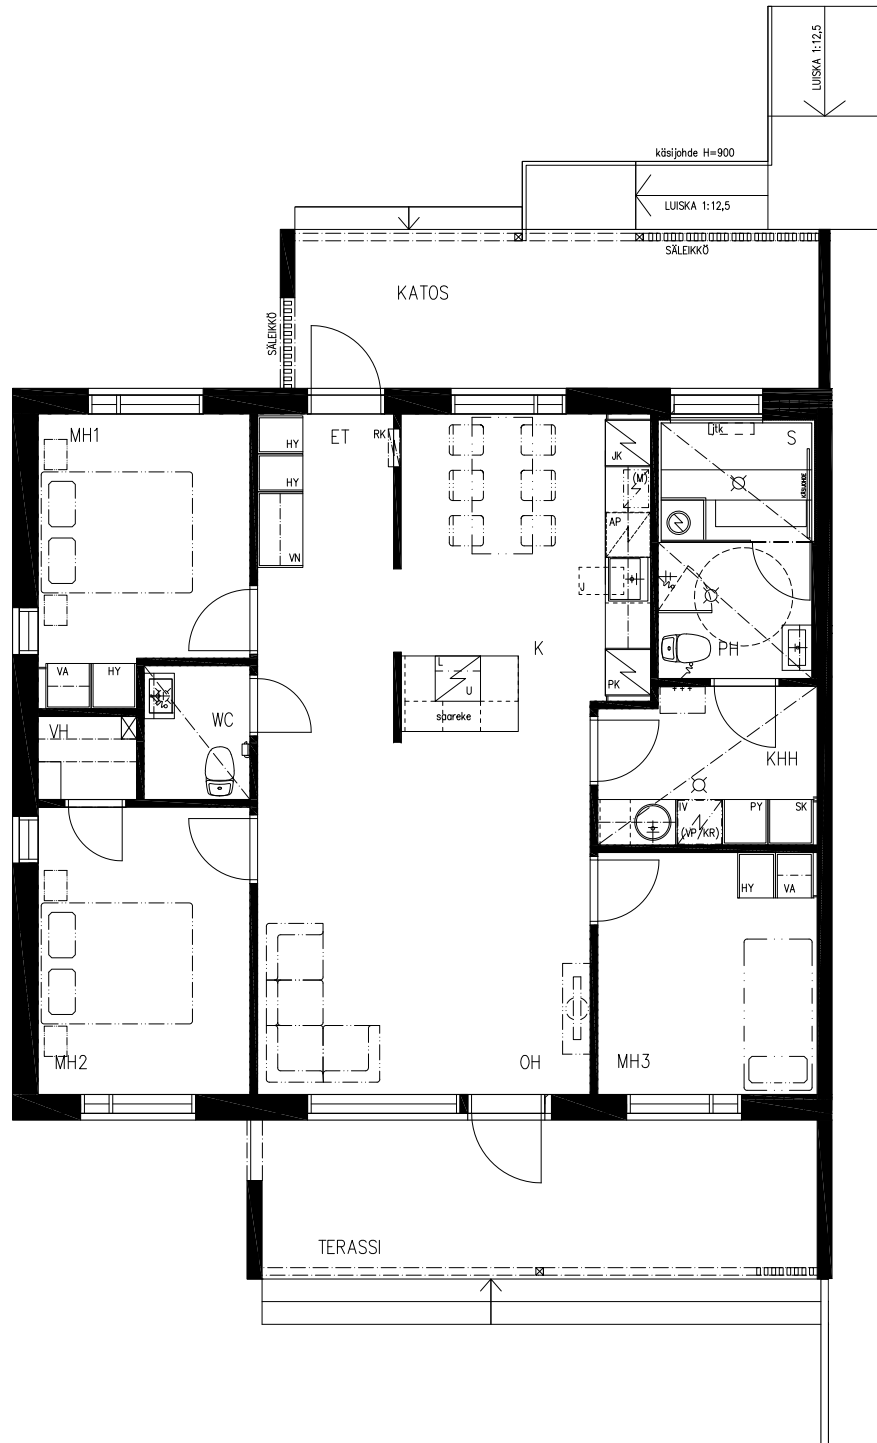 LUISKA 1:12,5
käsijohde H=900
LUISKA 1:12,5
SÄLEIKKÖ
KATOS
SÄLEIKKÖ
MH1
HY
HY
VN
ET
RK
JK
(M)
AP
J
K
PK
L
U
saareke
jtk
S
KÄSIJOHDE
PH
VA
HY
WC
VH
KHH
IV
(VP/KR)
PY
SK
HY
VA
MH2
OH
MH3
TERASSI